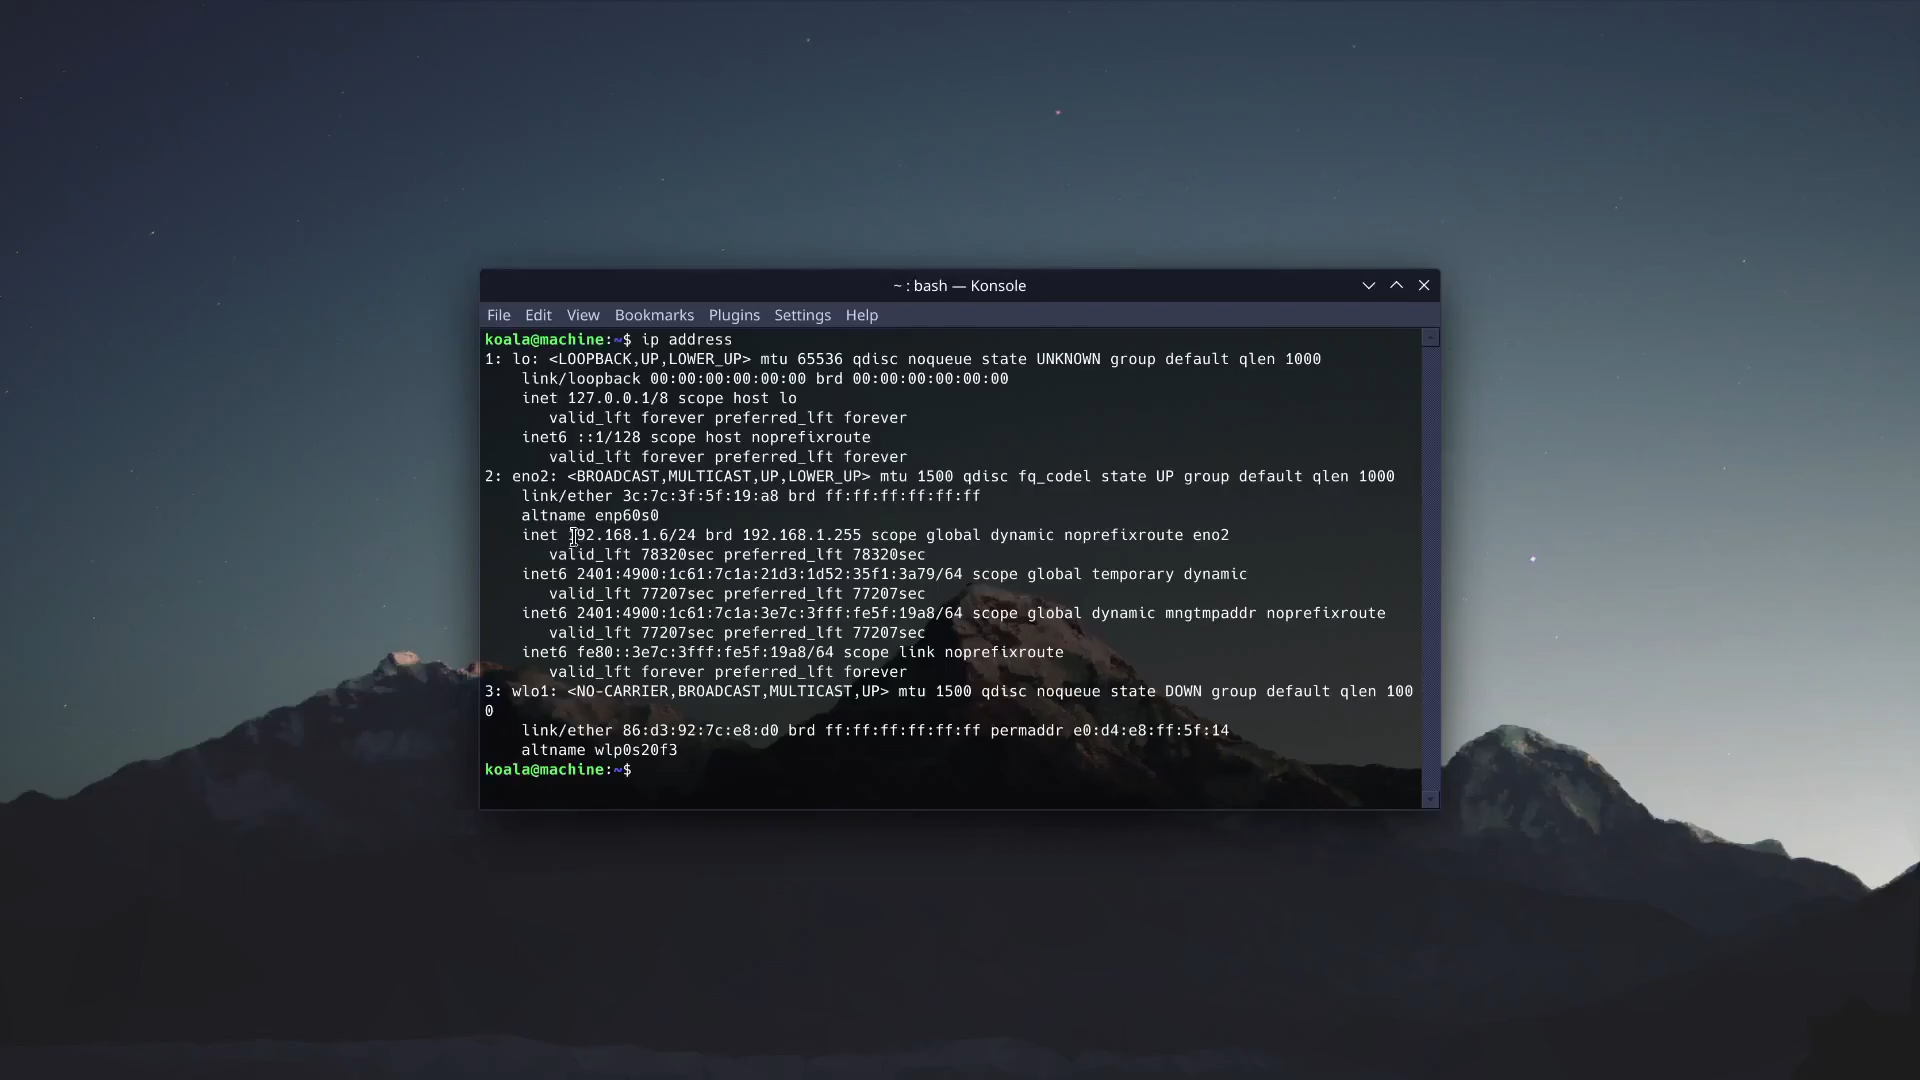 ~ : bash — Konsole
File Edit View Bookmarks Plugins Settings Help
koala@machine:~$ ip address
1: lo: <LOOPBACK,UP,LOWER_UP> mtu 65536 qdisc noqueue state UNKNOWN group default qlen 1000
    link/loopback 00:00:00:00:00:00 brd 00:00:00:00:00:00
    inet 127.0.0.1/8 scope host lo
       valid_lft forever preferred_lft forever
    inet6 ::1/128 scope host noprefixroute
       valid_lft forever preferred_lft forever
2: eno2: <BROADCAST,MULTICAST,UP,LOWER_UP> mtu 1500 qdisc fq_codel state UP group default qlen 1000
    link/ether 3c:7c:3f:5f:19:a8 brd ff:ff:ff:ff:ff:ff
    altname enp60s0
    inet 192.168.1.6/24 brd 192.168.1.255 scope global dynamic noprefixroute eno2
       valid_lft 78320sec preferred_lft 78320sec
    inet6 2401:4900:1c61:7c1a:21d3:1d52:35f1:3a79/64 scope global temporary dynamic
       valid_lft 77207sec preferred_lft 77207sec
    inet6 2401:4900:1c61:7c1a:3e7c:3fff:fe5f:19a8/64 scope global dynamic mngtmpaddr noprefixroute
       valid_lft 77207sec preferred_lft 77207sec
    inet6 fe80::3e7c:3fff:fe5f:19a8/64 scope link noprefixroute
       valid_lft forever preferred_lft forever
3: wlo1: <NO-CARRIER,BROADCAST,MULTICAST,UP> mtu 1500 qdisc noqueue state DOWN group default qlen 100
0
    link/ether 86:d3:92:7c:e8:d0 brd ff:ff:ff:ff:ff:ff permaddr e0:d4:e8:ff:5f:14
    altname wlp0s20f3
koala@machine:~$